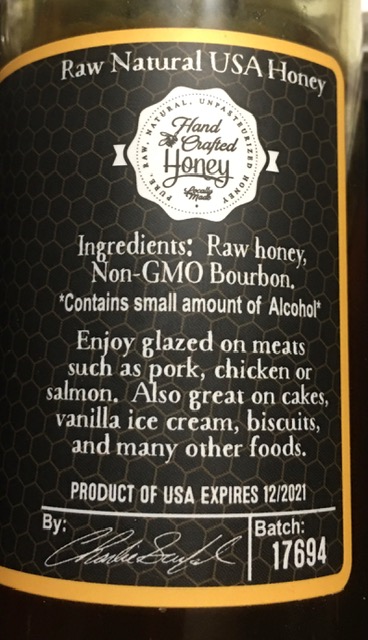 Raw Natural USA Honey
PURE, RAW, NATURAL, UNPASTEURIZED HONEY
Hand
Crafted
Honey
Locally
Made
Ingredients: Raw honey,
Non-GMO Bourbon.
*Contains small amount of Alcohol*
Enjoy glazed on meats
such as pork, chicken or
salmon. Also great on cakes,
vanilla ice cream, biscuits,
and many other foods.
PRODUCT OF USA EXPIRES 12/2021
By:
Batch:
17694